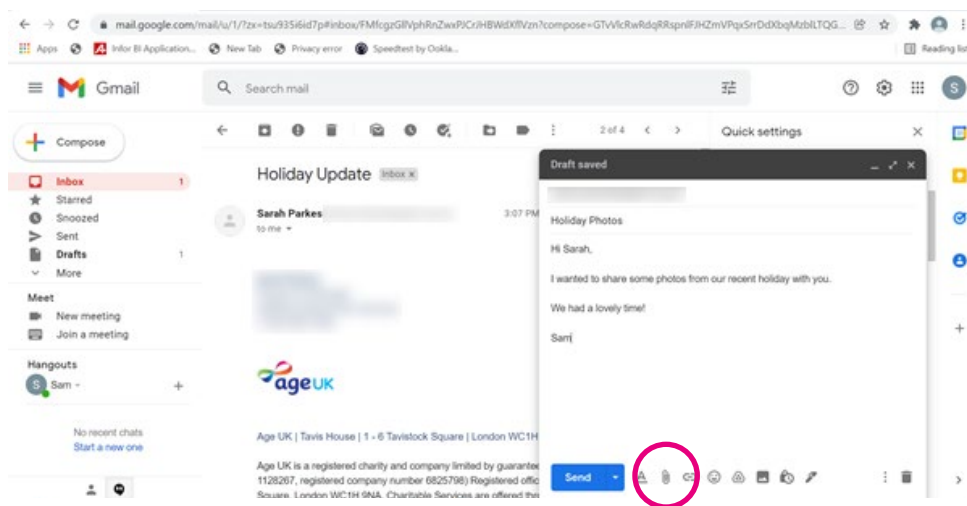 mail.google.com/mail/u/1/?zx=tsu935i6id7p#inbox/
Apps
Infor BI Application...
New Tab
Privacy error
Speedtest by Ookla...
Reading list
Gmail
Search mail
S
Compose
2 of 4
Quick settings
Inbox 1
Starred
Snoozed
Sent
Drafts 1
More
Meet
New meeting
Join a meeting
Hangouts
S Sam
No recent chats
Start a new one
Holiday Update Inbox x
Sarah Parkes 3:07 PM
to me
age UK
Age UK | Tavis House | 1 - 6 Tavistock Square | London WC1H
Age UK is a registered charity and company limited by guarantee
1128267, registered company number 6825798) Registered offic
Square, London WC1H 9NA. Charitable Services are offered thr
Draft saved
Holiday Photos
Hi Sarah,
I wanted to share some photos from our recent holiday with you.
We had a lovely time!
Sam
Send